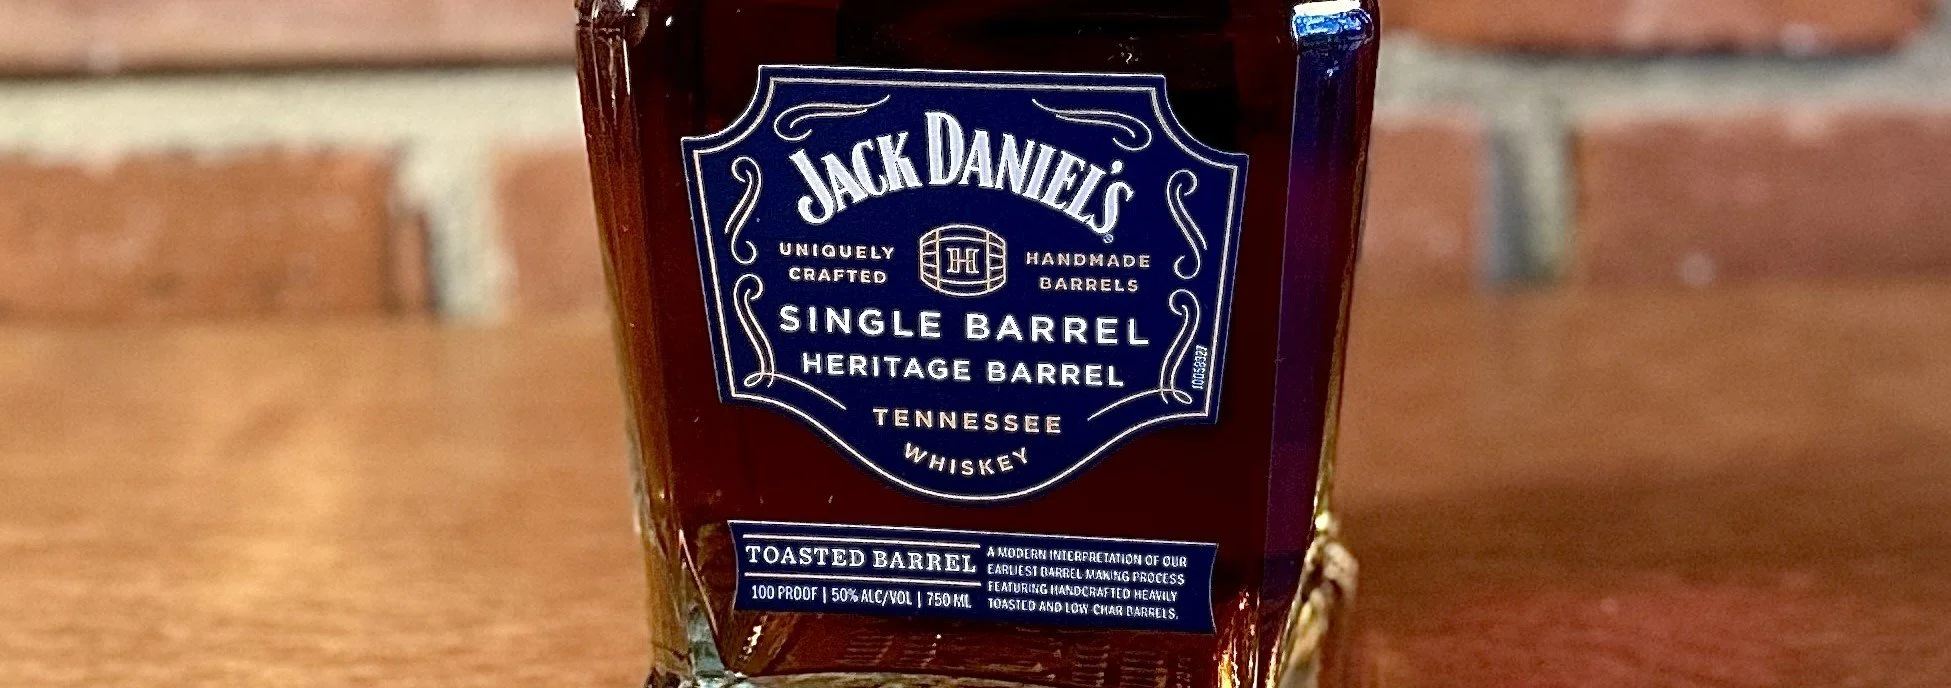 JACK DANIEL'S
UNIQUELY
CRAFTED
H
HANDMADE
BARRELS
SINGLE BARREL
HERITAGE BARREL
TENNESSEE
WHISKEY
10058327
TOASTED BARREL
100 PROOF | 50% ALC/VOL | 750 ML
A MODERN INTERPRETATION OF OUR
EARLIEST BARREL MAKING PROCESS
FEATURING HANDCRAFTED HEAVILY
TOASTED AND LOW-CHAR BARRELS.